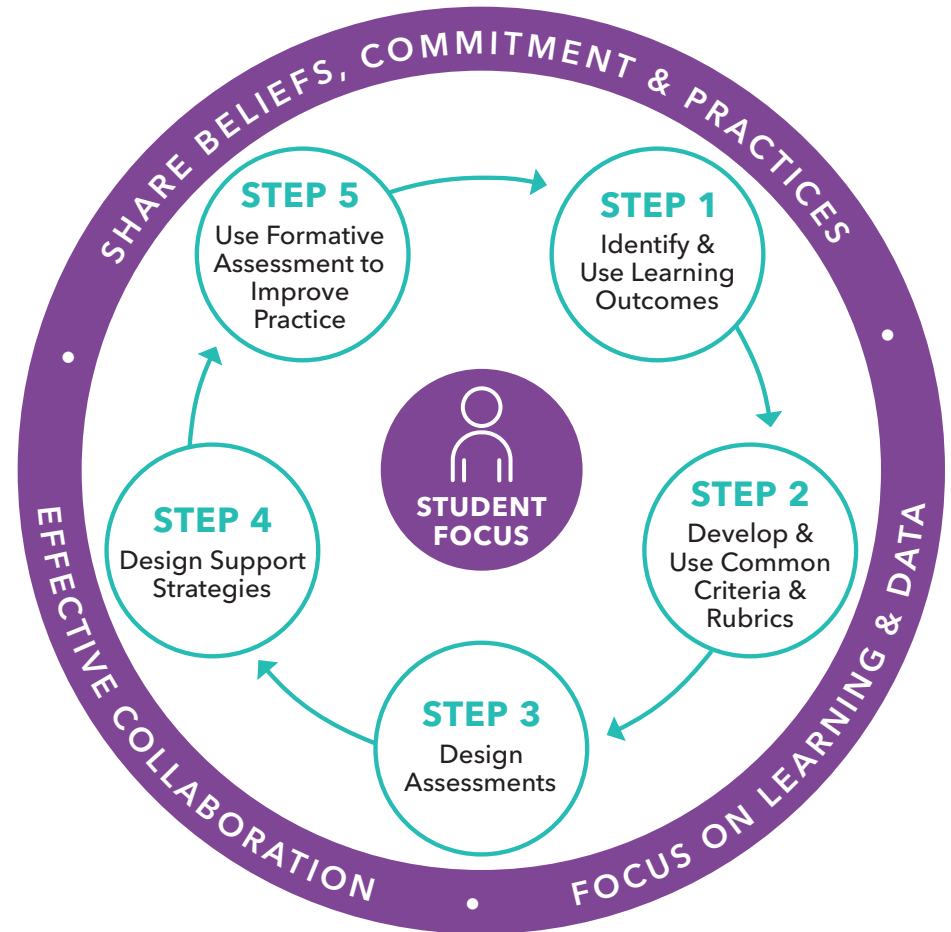 SHARE BELIEFS, COMMITMENT & PRACTICES
STEP 1
Identify &
Use Learning
Outcomes
STEP 2
Develop &
Use Common
Criteria &
Rubrics
STEP 3
Design
Assessments
STEP 4
Design Support
Strategies
STEP 5
Use Formative
Assessment to
Improve
Practice
STUDENT
FOCUS
EFFECTIVE COLLABORATION
FOCUS ON LEARNING & DATA